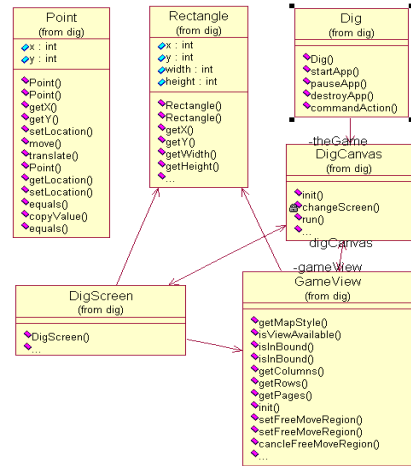 Point
(from dig)
x : int
y : int
Point()
Point()
getX()
getY()
setLocation()
move()
translate()
Point()
getLocation()
setLocation()
equals()
copyValue()
equals()
Rectangle
(from dig)
x : int
y : int
width : int
height : int
Rectangle()
Rectangle()
getX()
getY()
getWidth()
getHeight()
...
Dig
(from dig)
Dig()
startApp()
pauseApp()
destroyApp()
commandAction()
-theGame
DigCanvas
(from dig)
init()
changeScreen()
run()
...
digCanvas
-gameView
DigScreen
(from dig)
DigScreen()
...
GameView
(from dig)
getMapStyle()
isViewAvailable()
isInBound()
isInBound()
getColumns()
getRows()
getPages()
init()
setFreeMoveRegion()
setFreeMoveRegion()
cancleFreeMoveRegion()
...